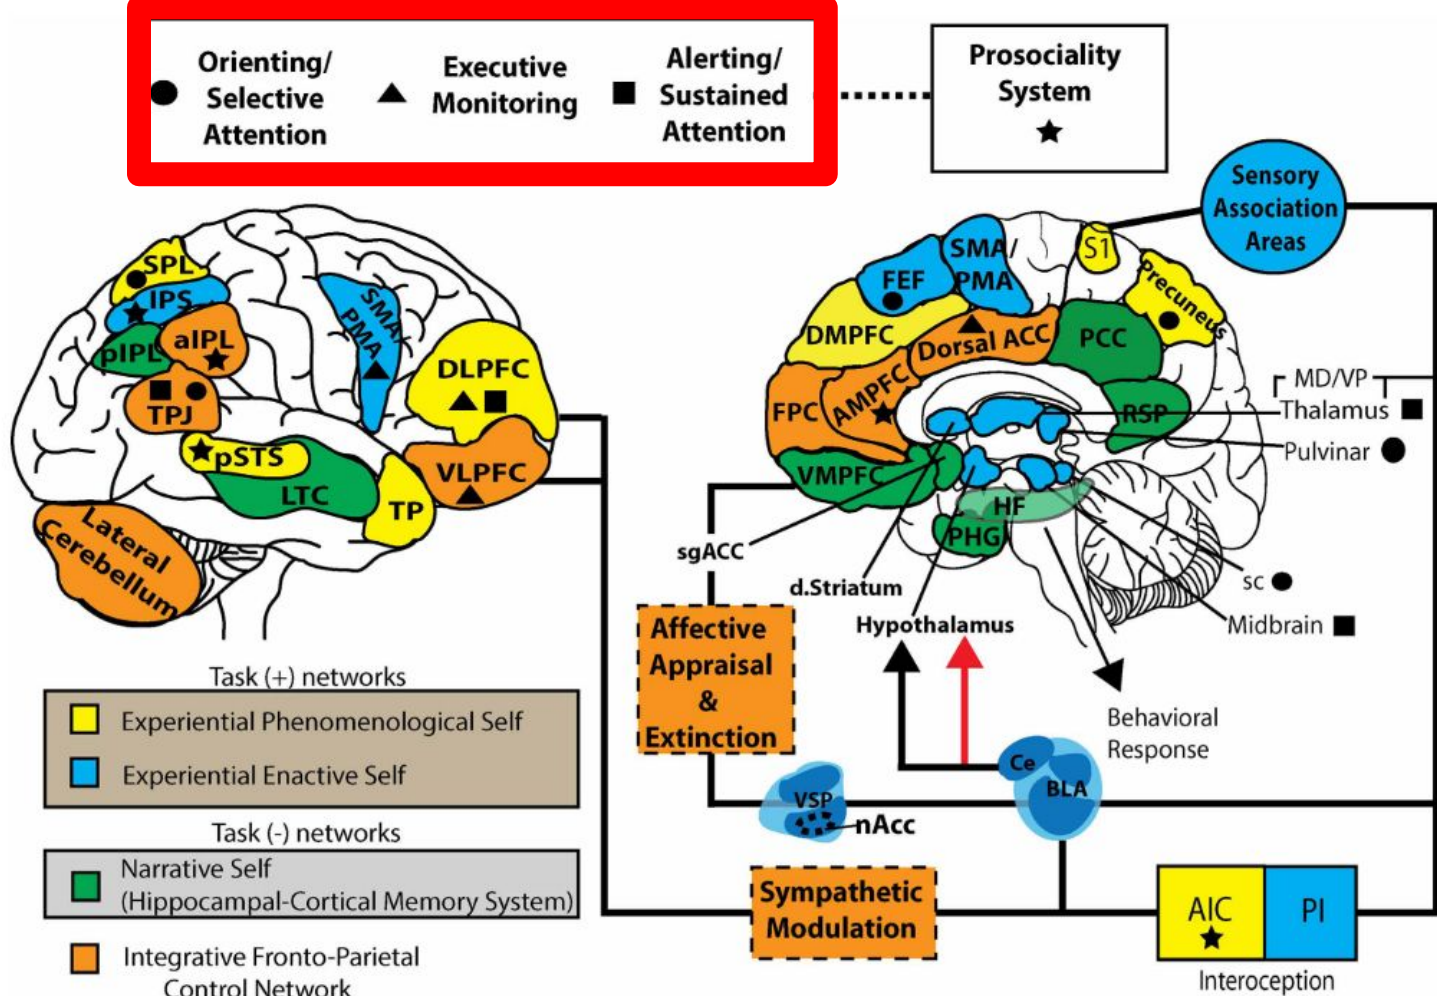 Orienting/
Selective
Attention
Executive
Monitoring
Alerting/
Sustained
Attention
Prosociality
System
Sensory
Association
Areas
SPL
IPS
pIPL
aIPL
TPJ
pSTS
LTC
TP
SMA/
PMA
DLPFC
VLPFC
Lateral
Cerebellum
FEF
SMA/
PMA
S1
Precuneus
DMPFC
Dorsal ACC
PCC
FPC
AMPFC
RSP
VMPFC
HF
PHG
MD/VP
Thalamus
Pulvinar
sgACC
d.Striatum
Hypothalamus
sc
Midbrain
Behavioral
Response
Affective
Appraisal
&
Extinction
Ce
BLA
VSP
nAcc
Sympathetic
Modulation
AIC
PI
Interoception
Task (+) networks
Experiential Phenomenological Self
Experiential Enactive Self
Task (-) networks
Narrative Self
(Hippocampal-Cortical Memory System)
Integrative Fronto-Parietal
Control Network